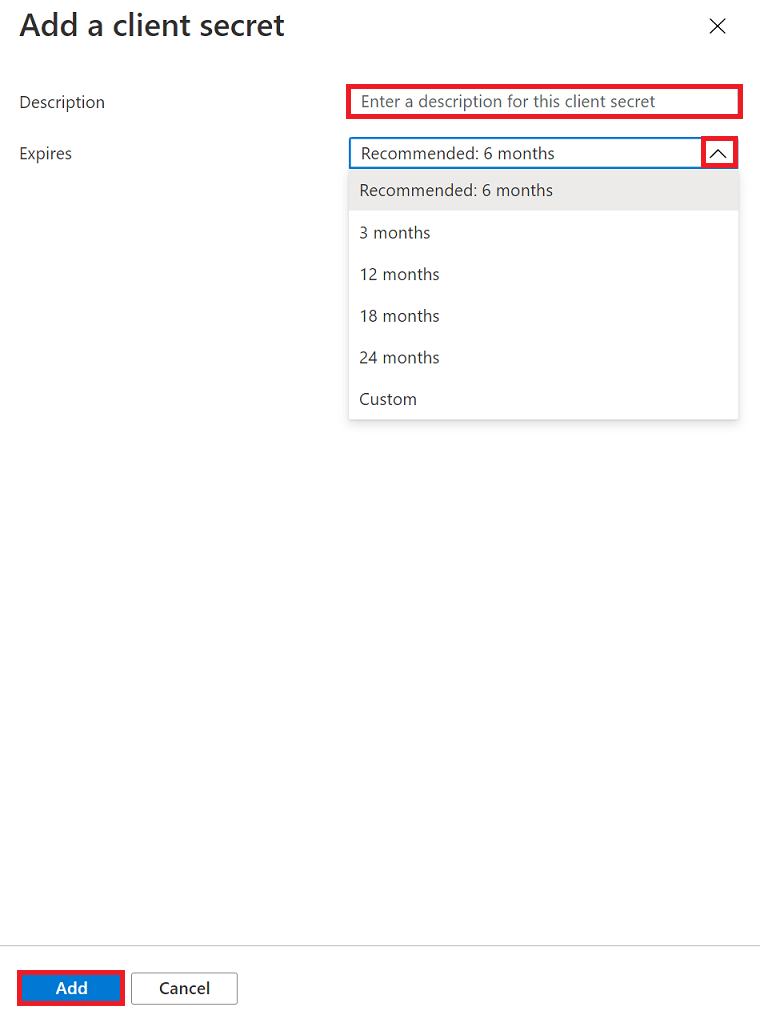 Add a client secret
Description
Enter a description for this client secret
Expires
Recommended: 6 months
Recommended: 6 months
3 months
12 months
18 months
24 months
Custom
Add
Cancel